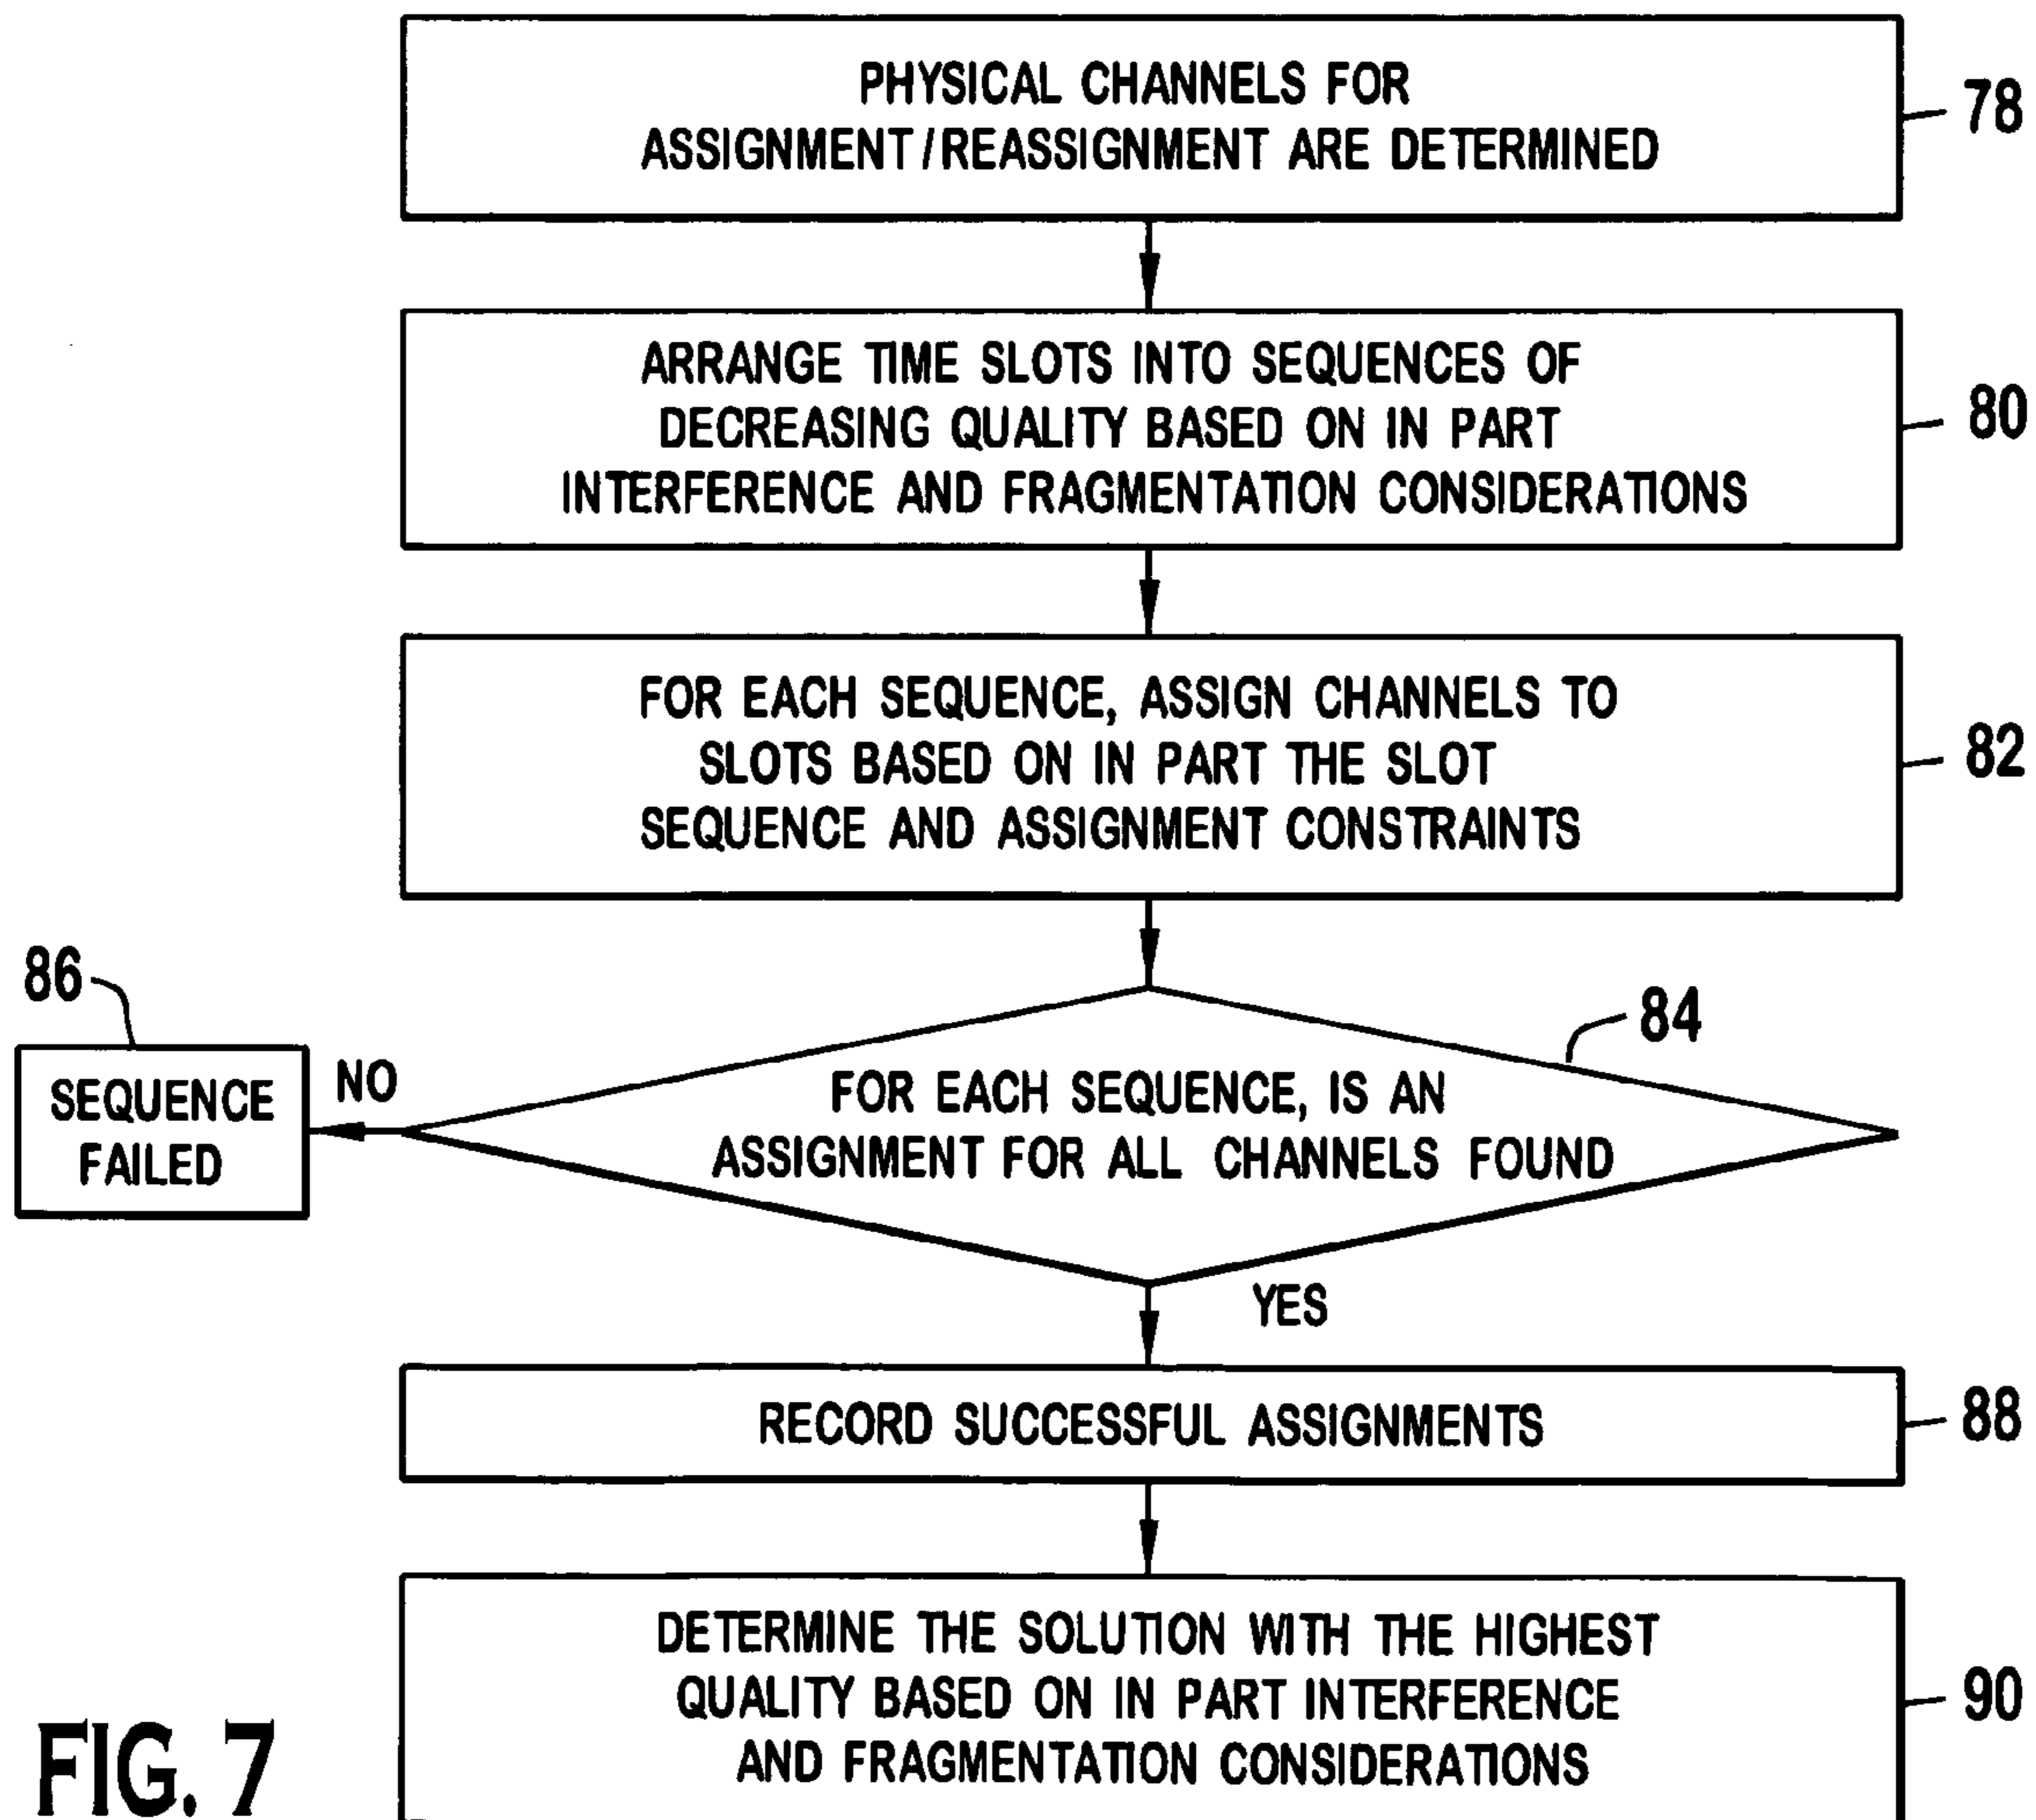 PHYSICAL CHANNELS FOR
ASSIGNMENT/REASSIGNMENT ARE DETERMINED
78
ARRANGE TIME SLOTS INTO SEQUENCES OF
DECREASING QUALITY BASED ON IN PART
INTERFERENCE AND FRAGMENTATION CONSIDERATIONS
80
FOR EACH SEQUENCE, ASSIGN CHANNELS TO
SLOTS BASED ON IN PART THE SLOT
SEQUENCE AND ASSIGNMENT CONSTRAINTS
82
86
SEQUENCE
FAILED
NO
84
FOR EACH SEQUENCE, IS AN
ASSIGNMENT FOR ALL CHANNELS FOUND
YES
RECORD SUCCESSFUL ASSIGNMENTS
88
DETERMINE THE SOLUTION WITH THE HIGHEST
QUALITY BASED ON IN PART INTERFERENCE
AND FRAGMENTATION CONSIDERATIONS
90
FIG. 7